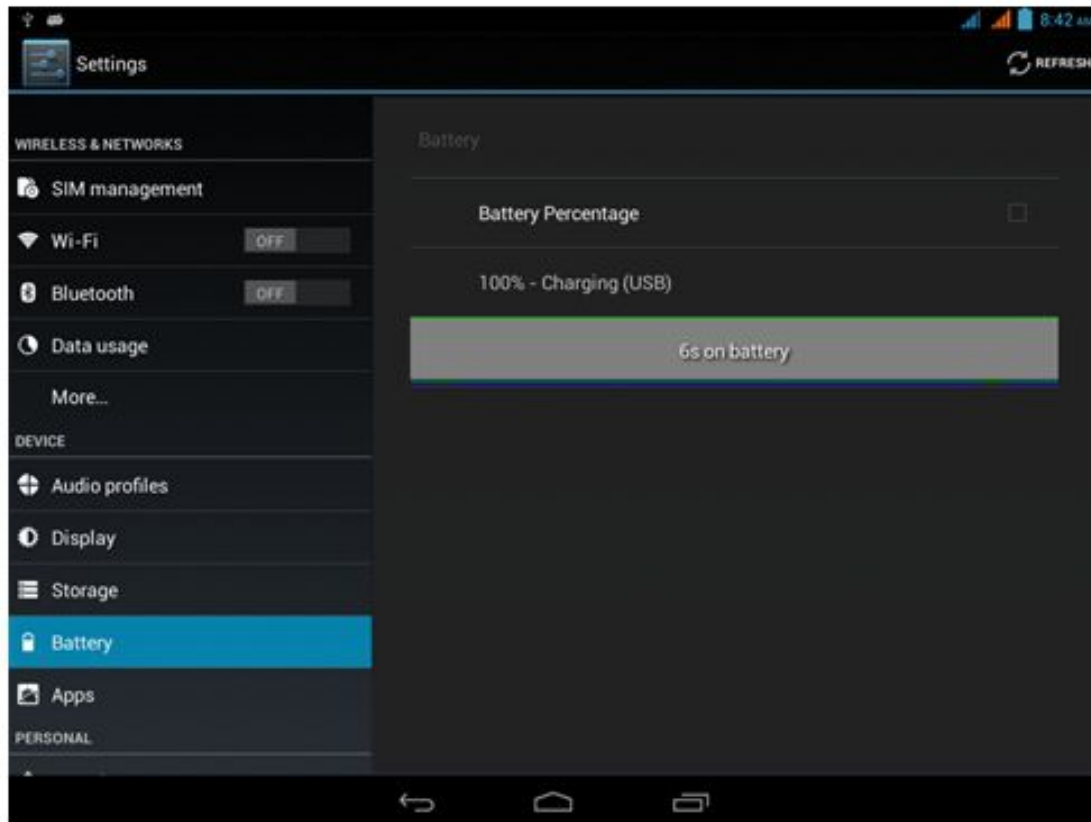 8:42 AM
Settings
REFRESH
WIRELESS & NETWORKS
SIM management
Wi-Fi
OFF
Bluetooth
OFF
Data usage
More...
DEVICE
Audio profiles
Display
Storage
Battery
Apps
PERSONAL
Battery
Battery Percentage
100% - Charging (USB)
6s on battery